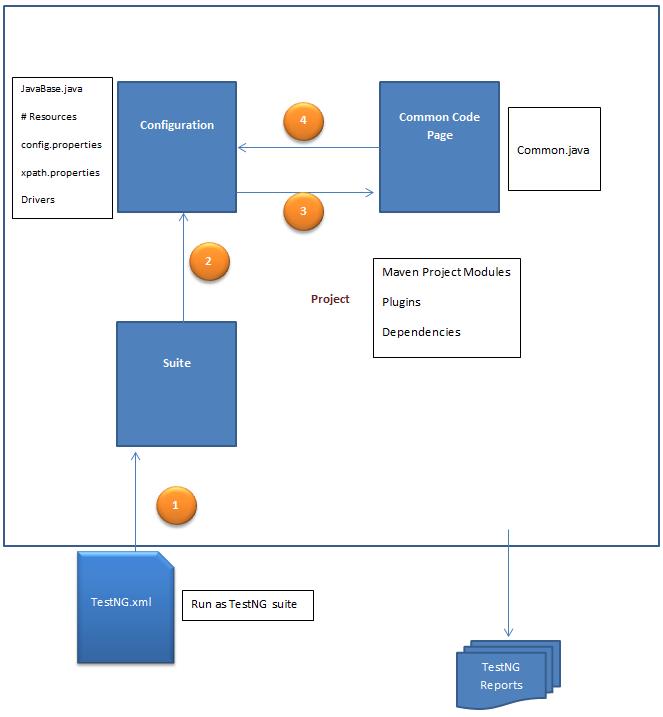 JavaBase.java
# Resources
config.properties
xpath.properties
Drivers
Configuration
4
3
Common Code
Page
Common.java
2
Project
Maven Project Modules
Plugins
Dependencies
Suite
1
TestNG.xml
Run as TestNG suite
TestNG
Reports